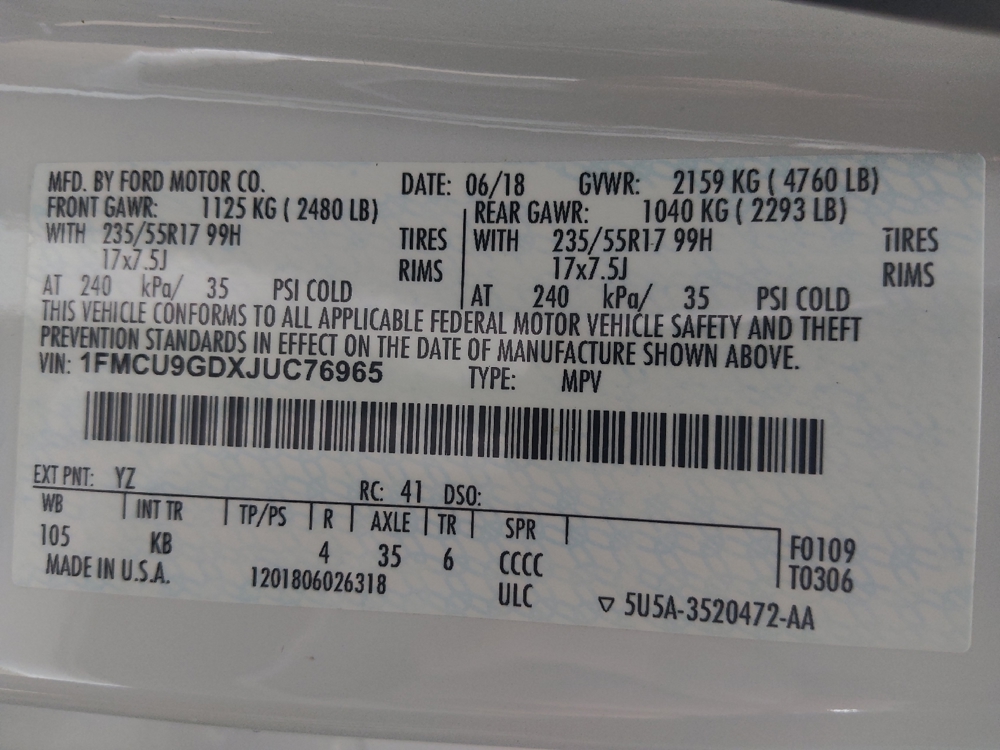 MFD. BY FORD MOTOR CO. DATE: 06/18 GVWR: 2159 KG ( 4760 LB)
FRONT GAWR: 1125 KG ( 2480 LB) REAR GAWR: 1040 KG ( 2293 LB)
WITH 235/55R17 99H TIRES WITH 235/55R17 99H TIRES
17x7.5J RIMS 17x7.5J RIMS
AT 240 kPa/ 35 PSI COLD AT 240 kPa/ 35 PSI COLD
THIS VEHICLE CONFORMS TO ALL APPLICABLE FEDERAL MOTOR VEHICLE SAFETY AND THEFT
PREVENTION STANDARDS IN EFFECT ON THE DATE OF MANUFACTURE SHOWN ABOVE.
VIN: 1FMCU9GDXJUC76965 TYPE: MPV
EXT PNT: YZ RC: 41 DSO:
WB INT TR TP/PS R AXLE TR SPR
105 KB 4 35 6 CCCC F0109
MADE IN U.S.A. 1201806026318 ULC T0306
▽ 5U5A-3520472-AA